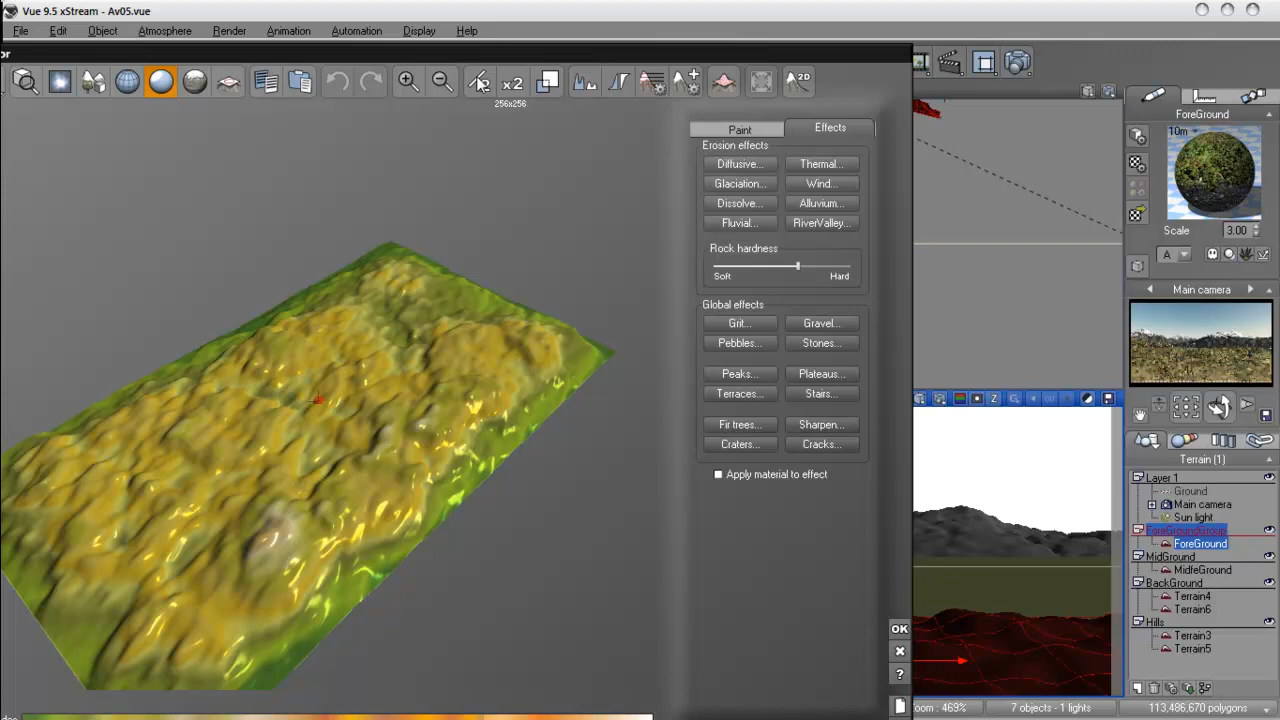 Vue 9.5 xStream - Av05.vue
File Edit Object Atmosphere Render Animation Automation Display Help
or
x2
2D
256x256
Paint Effects
Erosion effects
Diffusive... Thermal...
Glaciation... Wind...
Dissolve... Alluvium...
Fluvial... RiverValley...
Rock hardness
Soft Hard
Global effects
Grit... Gravel...
Pebbles... Stones...
Peaks... Plateaus...
Terraces... Stairs...
Fir trees... Sharpen...
Craters... Cracks...
Apply material to effect
OK
?
ForeGround
10m
Scale 3.00
A
Main camera
Z
Terrain (1)
Layer 1
Ground
Main camera
Sun light
ForeGroundGroup
ForeGround
MidGround
MidfeGround
BackGround
Terrain4
Terrain6
Hills
Terrain3
Terrain5
oom : 469% 7 objects - 1 lights 113,486,670 polygons